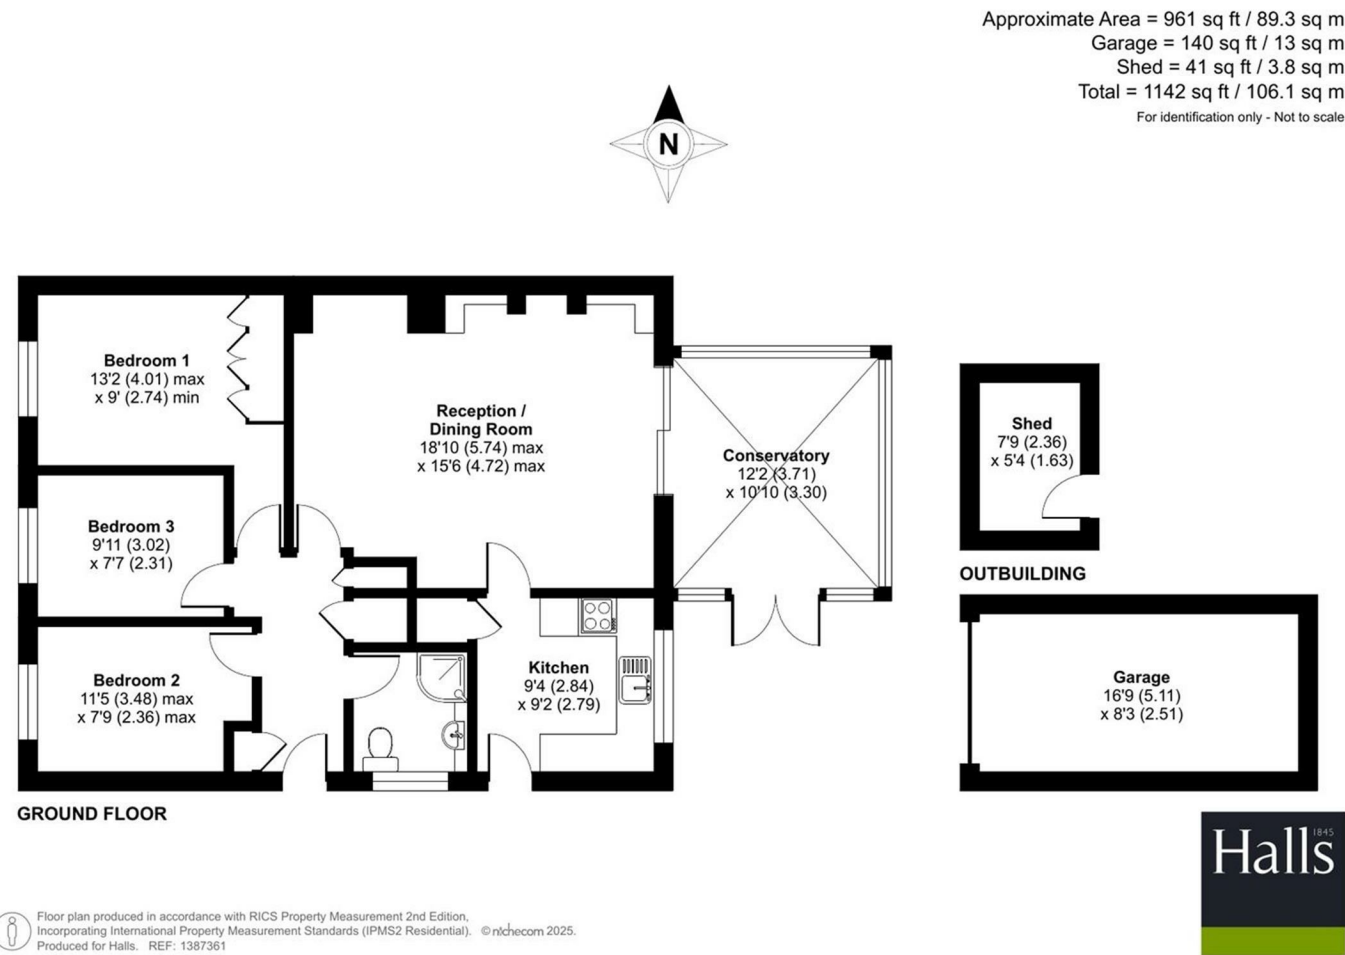 Approximate Area = 961 sq ft / 89.3 sq m
Garage = 140 sq ft / 13 sq m
Shed = 41 sq ft / 3.8 sq m
Total = 1142 sq ft / 106.1 sq m
For identification only - Not to scale
N
Bedroom 1
13'2 (4.01) max
x 9' (2.74) min
Reception /
Dining Room
18'10 (5.74) max
x 15'6 (4.72) max
Conservatory
12'2 (3.71)
x 10'10 (3.30)
Shed
7'9 (2.36)
x 5'4 (1.63)
OUTBUILDING
Bedroom 3
9'11 (3.02)
x 7'7 (2.31)
Bedroom 2
11'5 (3.48) max
x 7'9 (2.36) max
Kitchen
9'4 (2.84)
x 9'2 (2.79)
Garage
16'9 (5.11)
x 8'3 (2.51)
GROUND FLOOR
1845
Halls
Floor plan produced in accordance with RICS Property Measurement 2nd Edition,
Incorporating International Property Measurement Standards (IPMS2 Residential). © nichecom 2025.
Produced for Halls. REF: 1387361